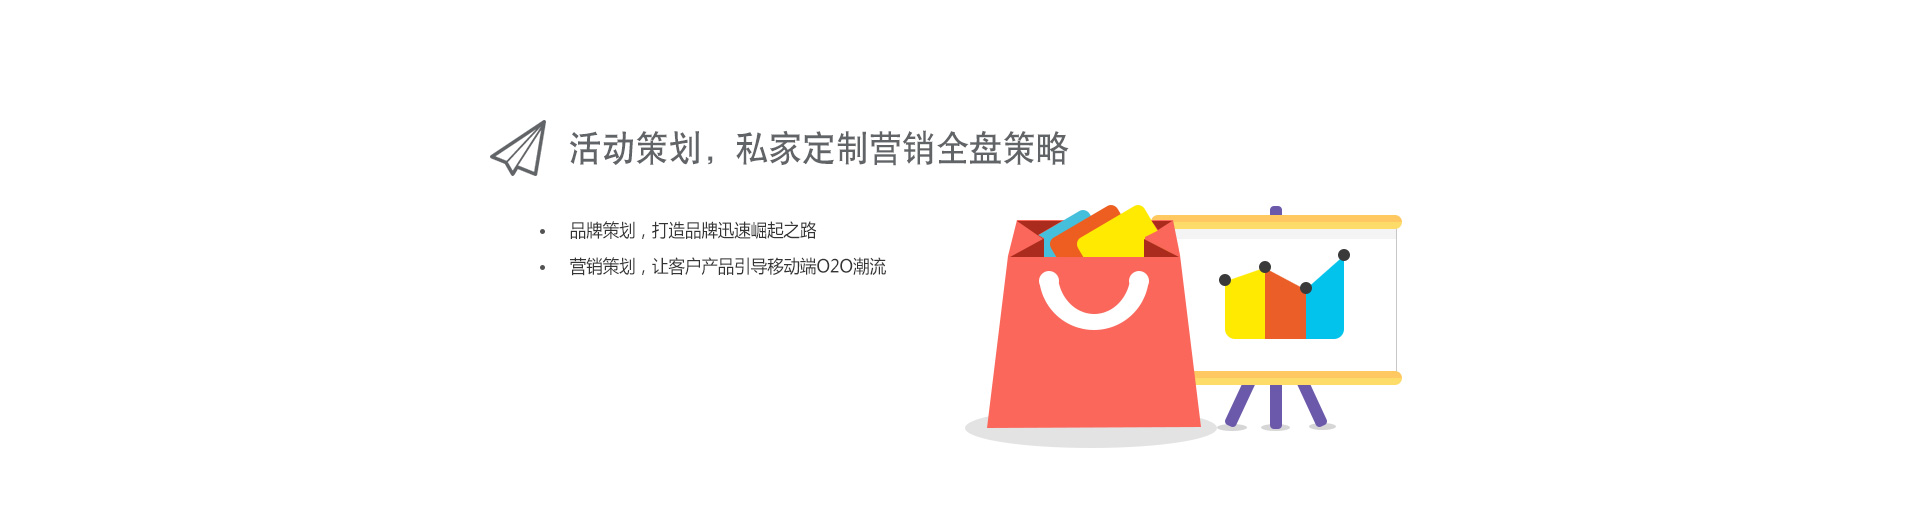 活动策划，私家定制营销全盘策略
• 品牌策划，打造品牌迅速崛起之路
• 营销策划，让客户产品引导移动端O2O潮流